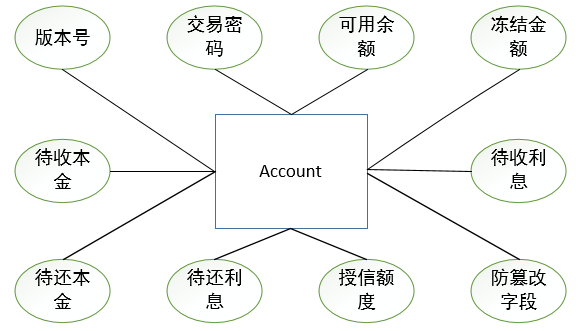 版本号
交易密
码
可用余
额
冻结金
额
待收本
金
Account
待收利
息
待还本
金
待还利
息
授信额
度
防篡改
字段